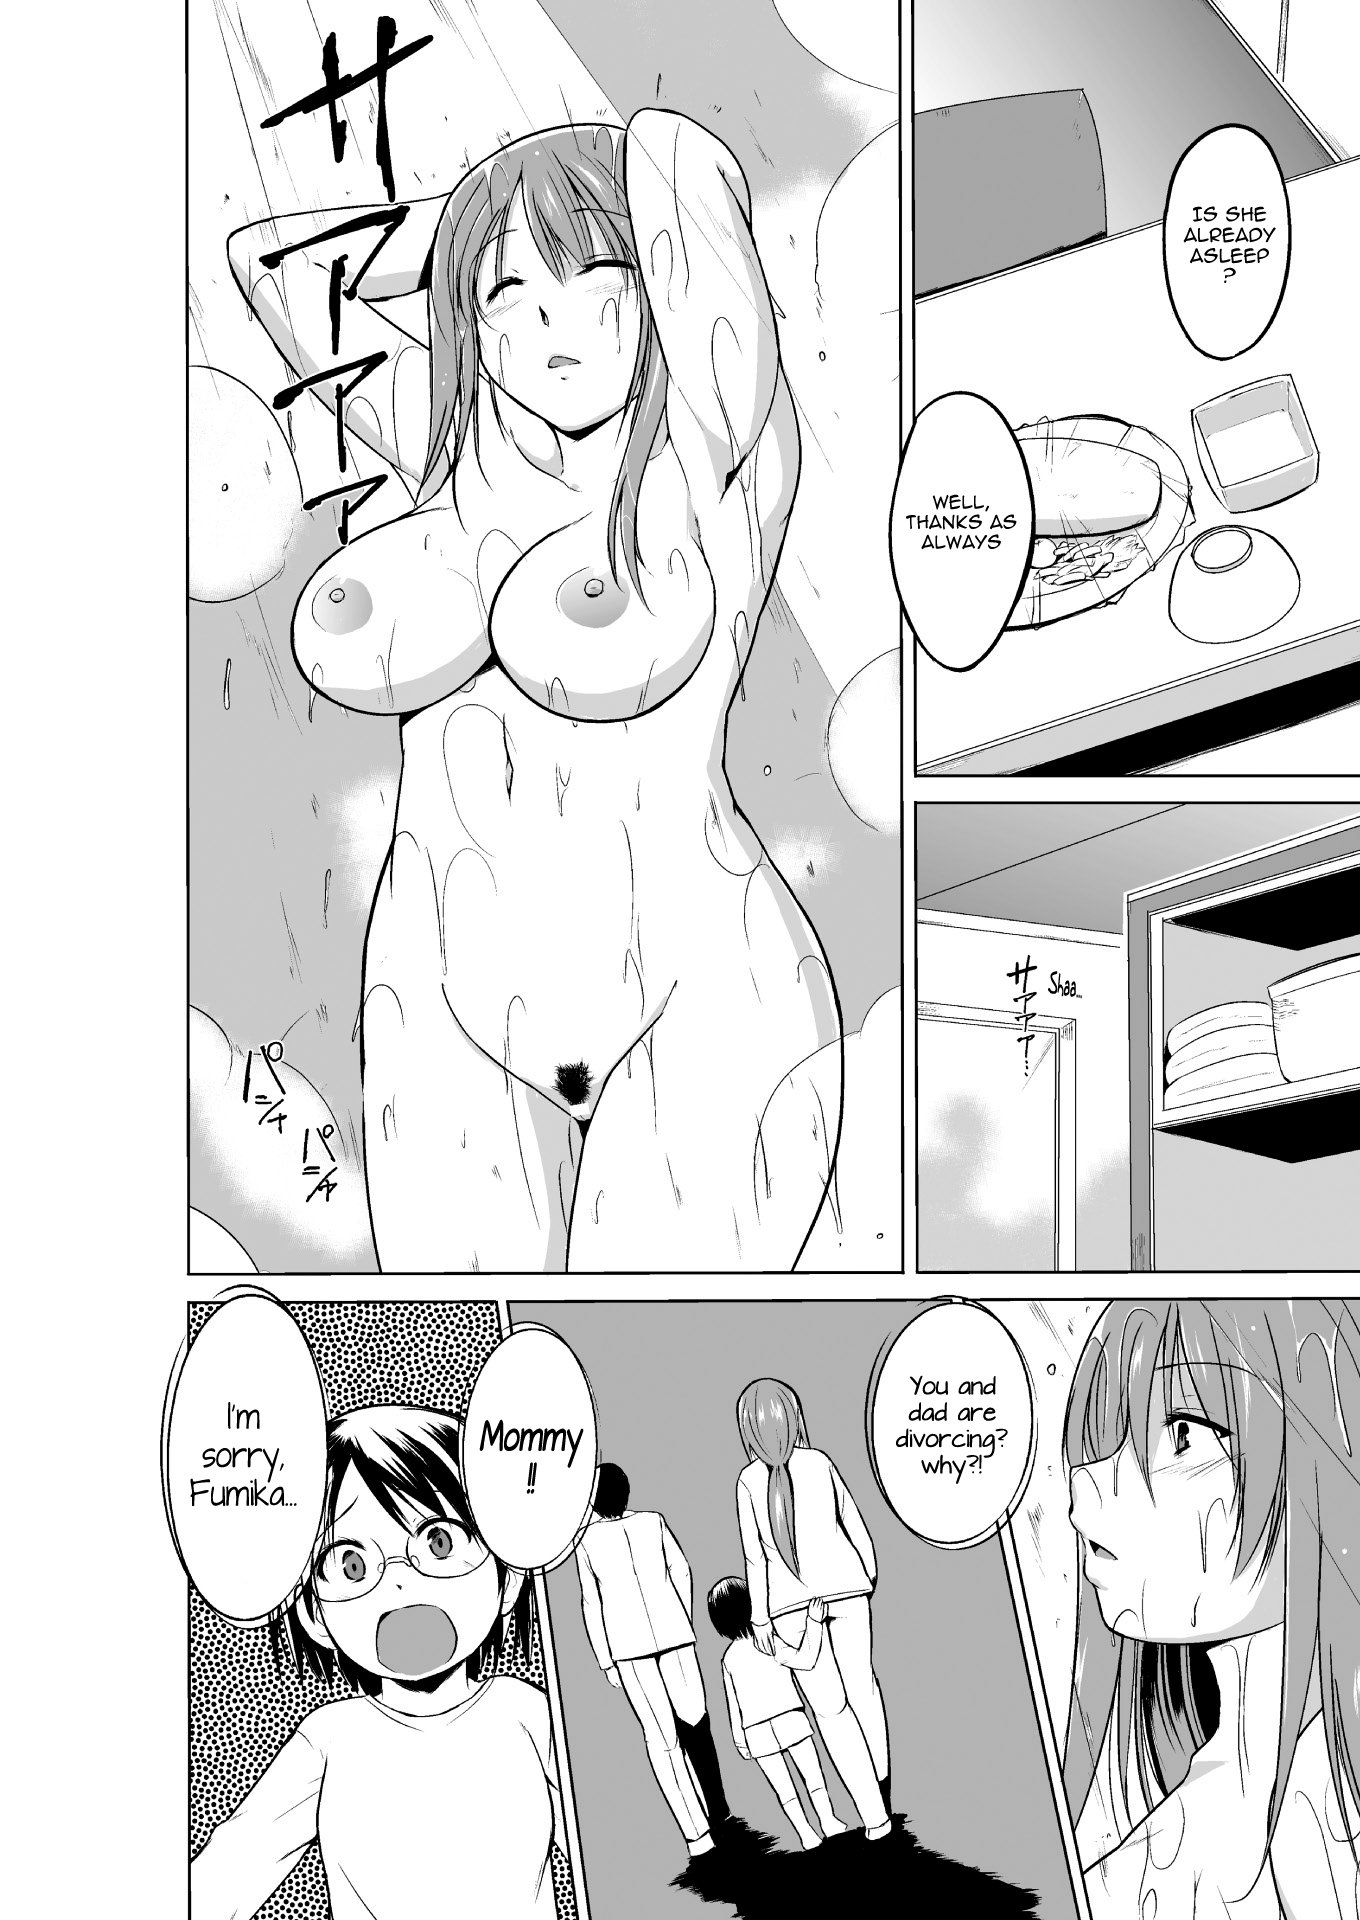 IS SHE
ALREADY
ASLEEP
?
WELL,
THANKS AS
ALWAYS
サアアア…
Shaa...
サアアア
パシャ
パシャ
You and
dad are
divorcing?
why?!
Mommy
!!
I'm
sorry,
Fumika...